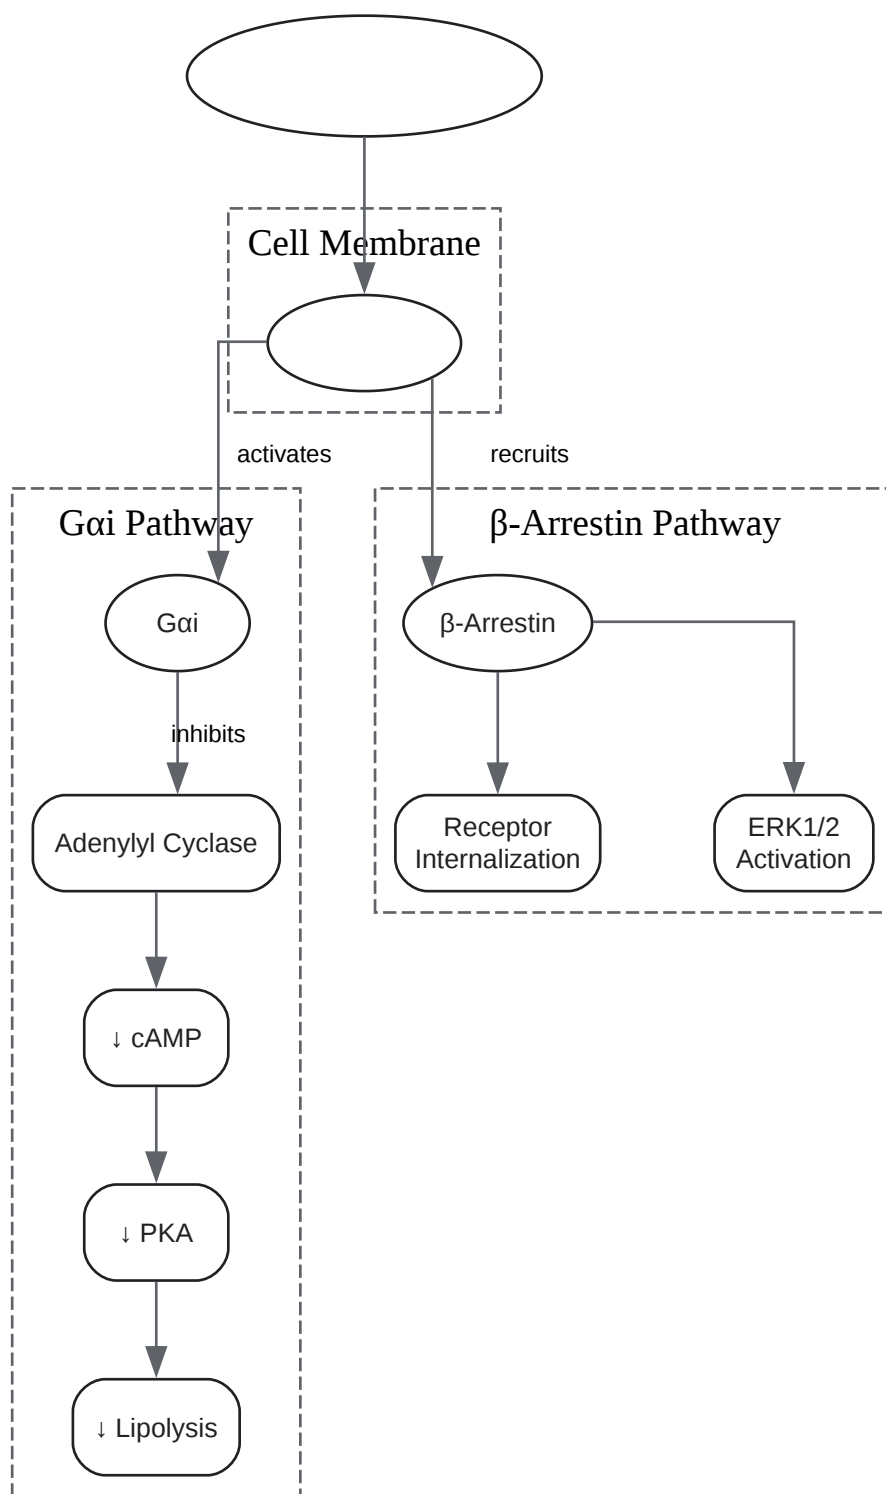 Cell Membrane
activates
recruits
Gαi Pathway
β-Arrestin Pathway
Gαi
β-Arrestin
inhibits
Adenylyl Cyclase
Receptor
Internalization
ERK1/2
Activation
↓ cAMP
↓ PKA
↓ Lipolysis